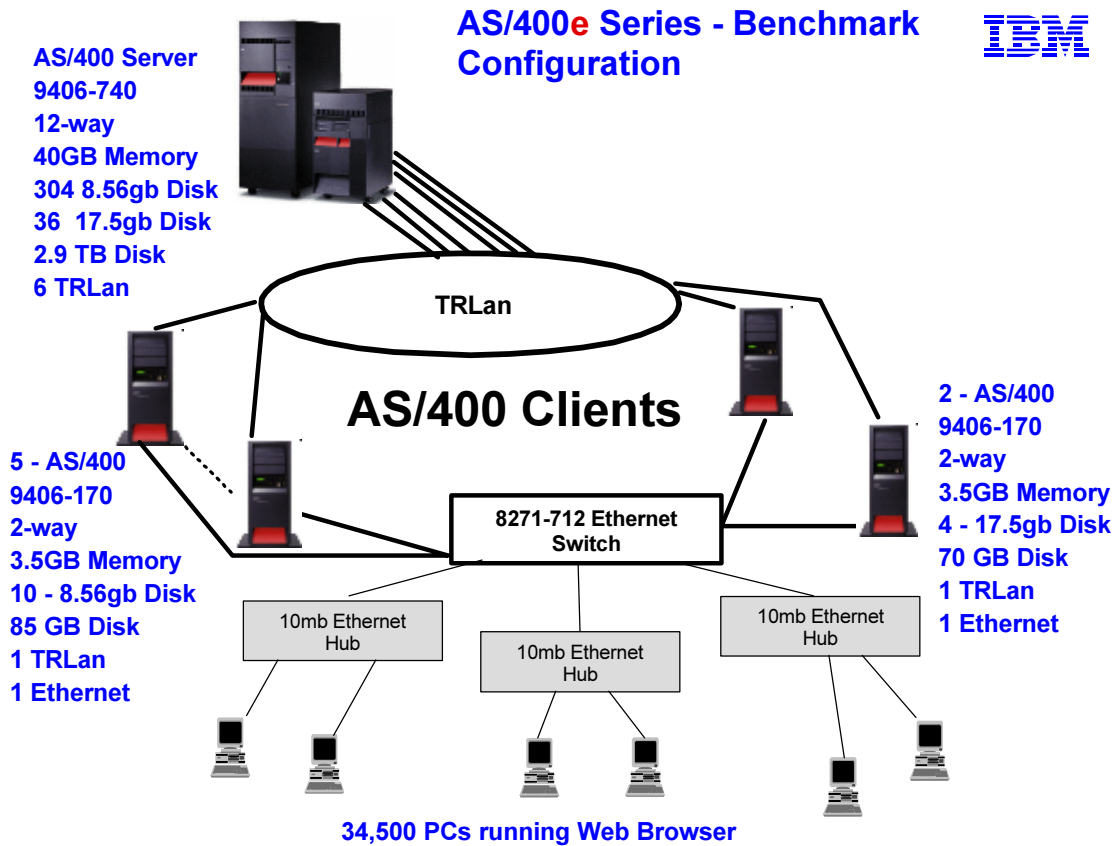 AS/400e Series - Benchmark
Configuration
IBM
AS/400 Server
9406-740
12-way
40GB Memory
304 8.56gb Disk
36 17.5gb Disk
2.9 TB Disk
6 TRLan
TRLan
AS/400 Clients
5 - AS/400
9406-170
2-way
3.5GB Memory
10 - 8.56gb Disk
85 GB Disk
1 TRLan
1 Ethernet
2 - AS/400
9406-170
2-way
3.5GB Memory
4 - 17.5gb Disk
70 GB Disk
1 TRLan
1 Ethernet
8271-712 Ethernet
Switch
10mb Ethernet
Hub
10mb Ethernet
Hub
10mb Ethernet
Hub
34,500 PCs running Web Browser